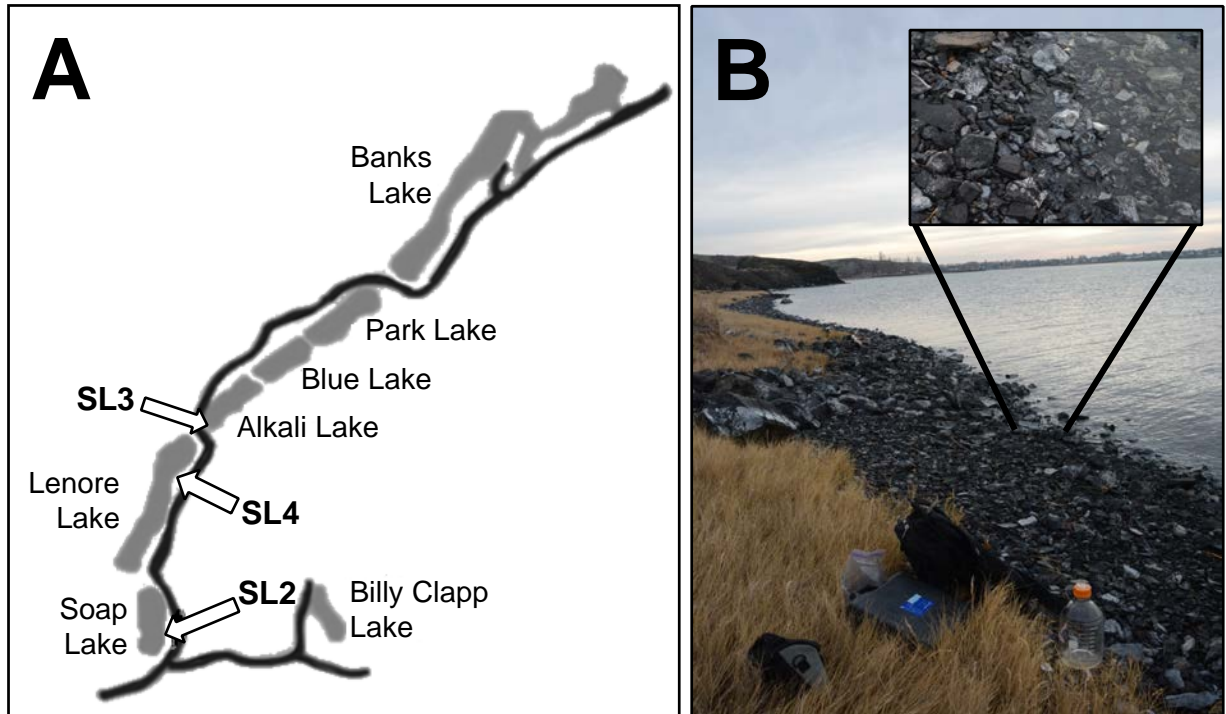 A
Banks
Lake
Park Lake
Blue Lake
SL3
Alkali Lake
Lenore
Lake
SL4
SL2
Soap
Lake
Billy Clapp
Lake
B